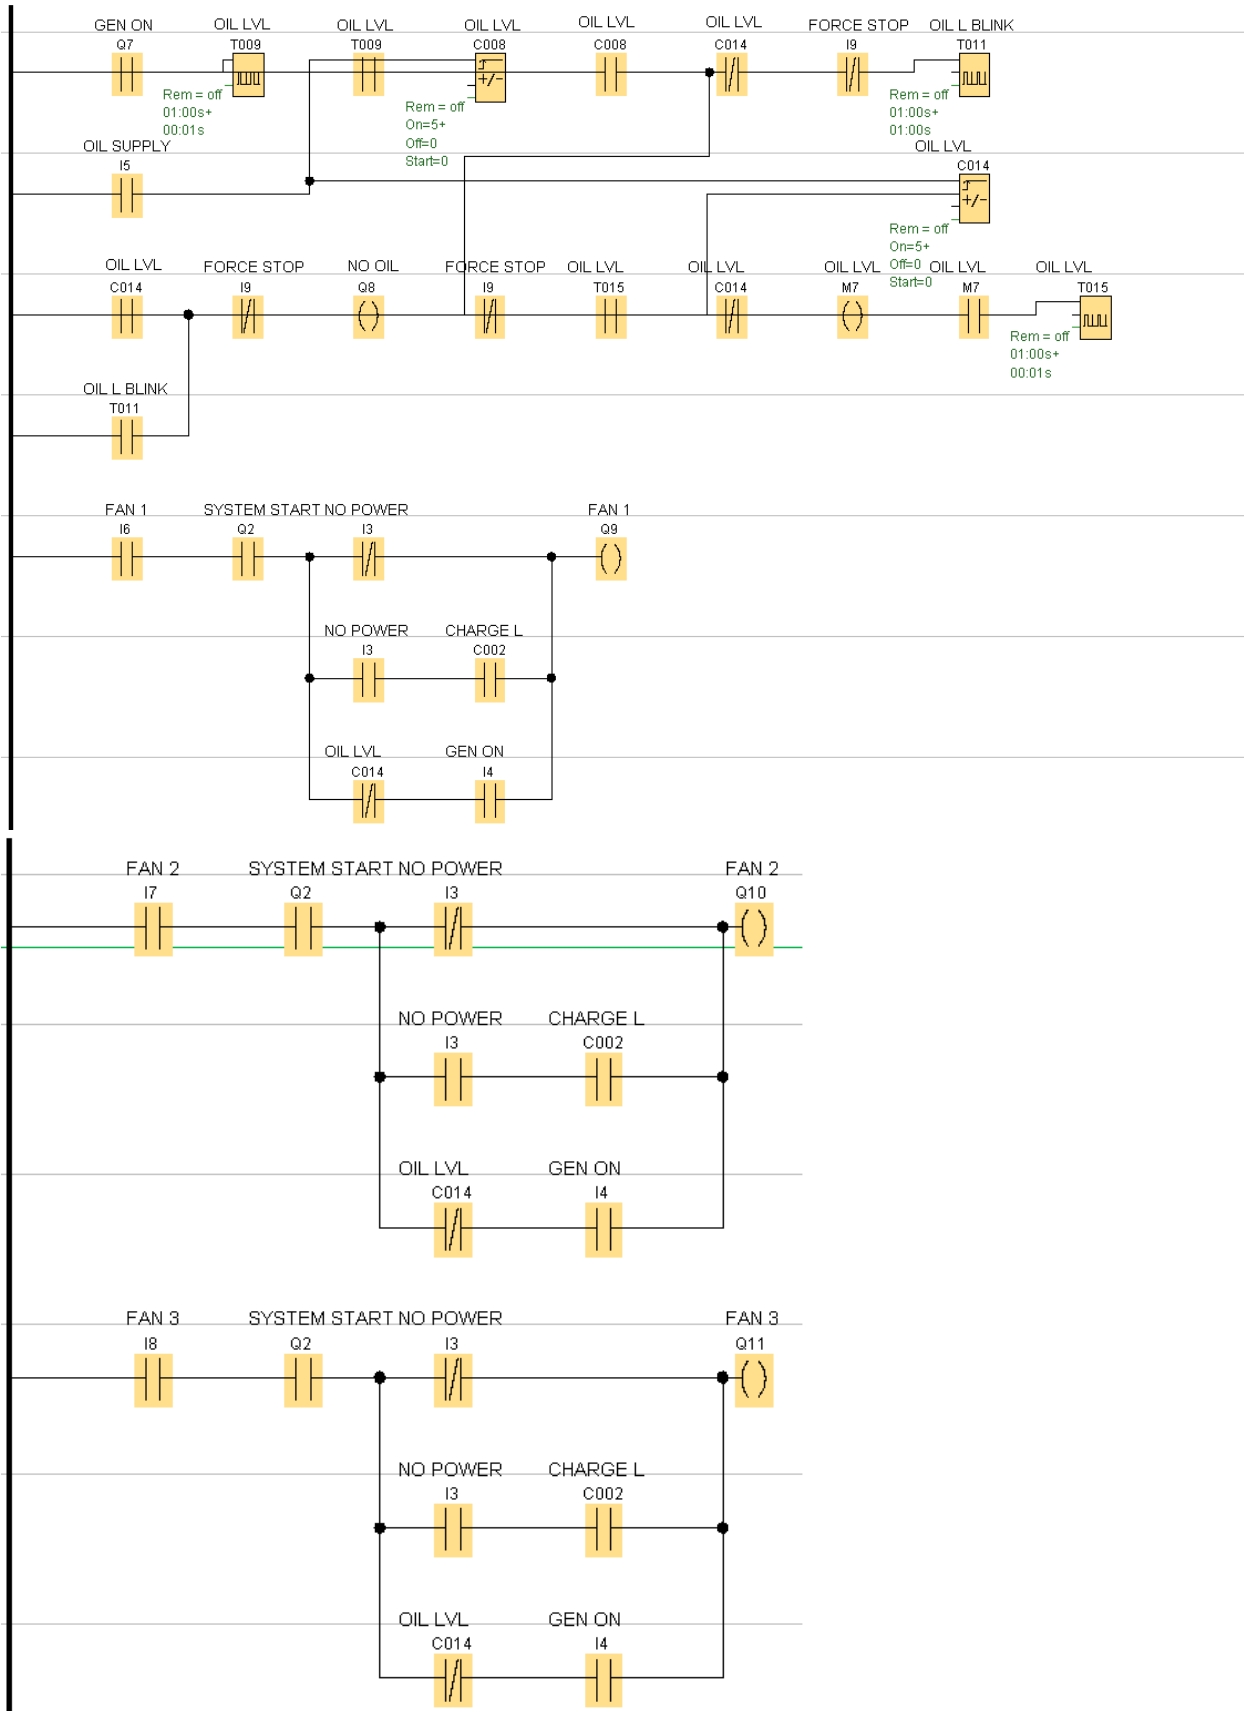 GEN ON OIL LVL OIL LVL OIL LVL OIL LVL OIL LVL FORCE STOP OIL L BLINK
Q7 T009 T009 C008 C008 C014 I9 T011
+/-
Rem = off Rem = off Rem = off
01:00s+ On=5+ 01:00s+
00:01s Off=0 01:00s
Start=0
OIL SUPPLY OIL LVL
I5 C014
+/-
Rem = off
On=5+
Off=0
Start=0
OIL LVL FORCE STOP NO OIL FORCE STOP OIL LVL OIL LVL OIL LVL OIL LVL OIL LVL
C014 I9 Q8 I9 T015 C014 M7 M7 T015
Rem = off
01:00s+
00:01s
OIL L BLINK
T011
FAN 1 SYSTEM START NO POWER FAN 1
I6 Q2 I3 Q9
NO POWER CHARGE L
I3 C002
OIL LVL GEN ON
C014 I4
FAN 2 SYSTEM START NO POWER FAN 2
I7 Q2 I3 Q10
NO POWER CHARGE L
I3 C002
OIL LVL GEN ON
C014 I4
FAN 3 SYSTEM START NO POWER FAN 3
I8 Q2 I3 Q11
NO POWER CHARGE L
I3 C002
OIL LVL GEN ON
C014 I4